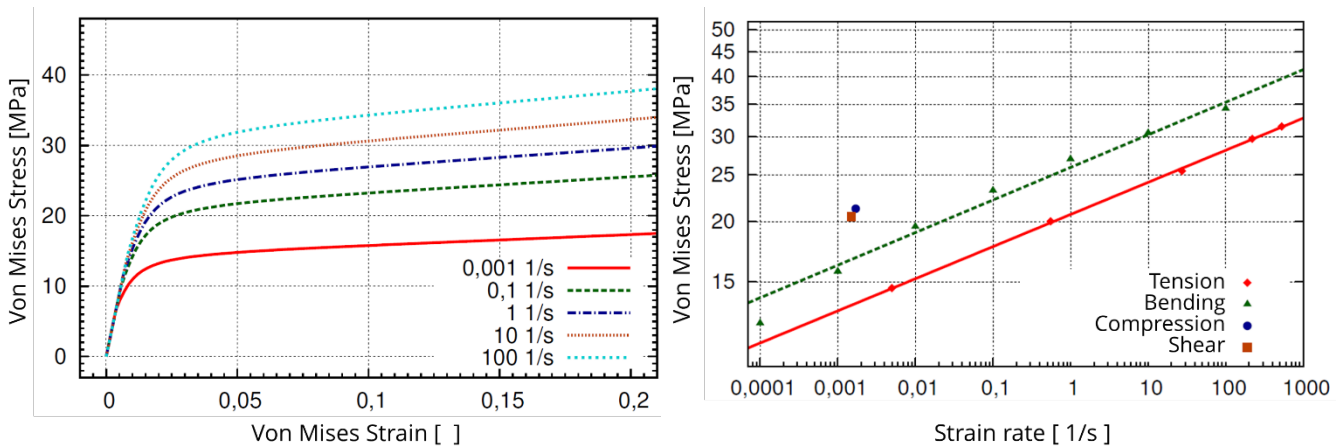 Von Mises Stress [MPa]
40
30
20
10
0
0,001 1/s
0,1 1/s
1 1/s
10 1/s
100 1/s
0
0,05
0,1
0,15
0,2
Von Mises Strain [ ]
Von Mises Stress [MPa]
50
45
40
35
30
25
20
15
Tension
Bending
Compression
Shear
0,0001
0,001
0,01
0,1
1
10
100
1000
Strain rate [ 1/s ]